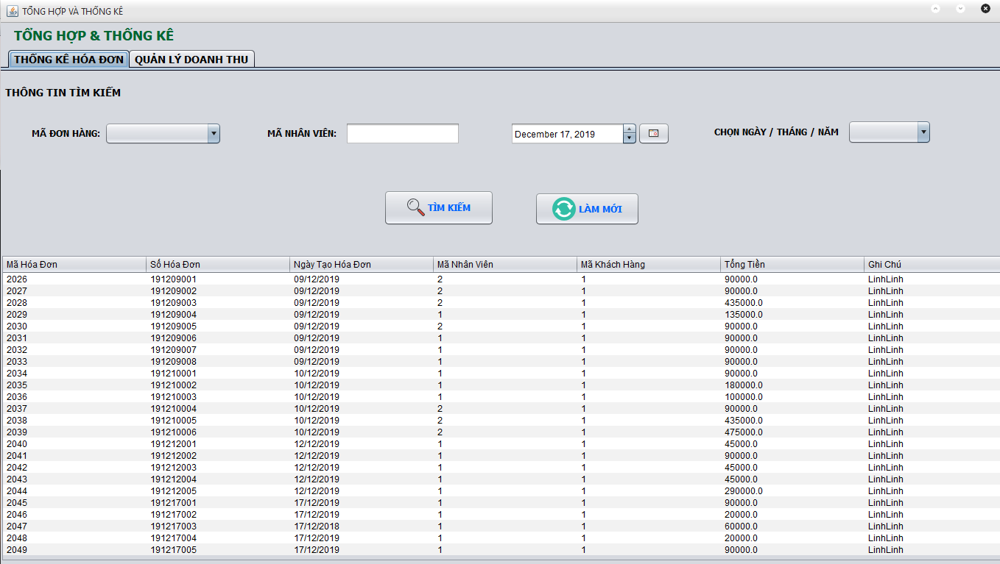 TỔNG HỢP VÀ THỐNG KÊ
TỔNG HỢP & THỐNG KÊ
THỐNG KÊ HÓA ĐƠN QUẢN LÝ DOANH THU
THÔNG TIN TÌM KIẾM
MÃ ĐƠN HÀNG: MÃ NHÂN VIÊN: December 17, 2019 CHỌN NGÀY / THÁNG / NĂM
TÌM KIẾM LÀM MỚI
Mã Hóa Đơn Số Hóa Đơn Ngày Tạo Hóa Đơn Mã Nhân Viên Mã Khách Hàng Tổng Tiền Ghi Chú
2026 191209001 09/12/2019 2 1 90000.0 LinhLinh
2027 191209002 09/12/2019 2 1 90000.0 LinhLinh
2028 191209003 09/12/2019 2 1 435000.0 LinhLinh
2029 191209004 09/12/2019 1 1 135000.0 LinhLinh
2030 191209005 09/12/2019 2 1 90000.0 LinhLinh
2031 191209006 09/12/2019 1 1 90000.0 LinhLinh
2032 191209007 09/12/2019 1 1 90000.0 LinhLinh
2033 191209008 09/12/2019 1 1 90000.0 LinhLinh
2034 191210001 10/12/2019 1 1 90000.0 LinhLinh
2035 191210002 10/12/2019 1 1 180000.0 LinhLinh
2036 191210003 10/12/2019 1 1 100000.0 LinhLinh
2037 191210004 10/12/2019 2 1 90000.0 LinhLinh
2038 191210005 10/12/2019 2 1 435000.0 LinhLinh
2039 191210006 10/12/2019 2 1 475000.0 LinhLinh
2040 191212001 12/12/2019 1 1 45000.0 LinhLinh
2041 191212002 12/12/2019 1 1 90000.0 LinhLinh
2042 191212003 12/12/2019 1 1 45000.0 LinhLinh
2043 191212004 12/12/2019 1 1 45000.0 LinhLinh
2044 191212005 12/12/2019 1 1 290000.0 LinhLinh
2045 191217001 17/12/2019 1 1 90000.0 LinhLinh
2046 191217002 17/12/2019 1 1 20000.0 LinhLinh
2047 191217003 17/12/2018 1 1 60000.0 LinhLinh
2048 191217004 17/12/2019 1 1 20000.0 LinhLinh
2049 191217005 17/12/2019 1 1 90000.0 LinhLinh